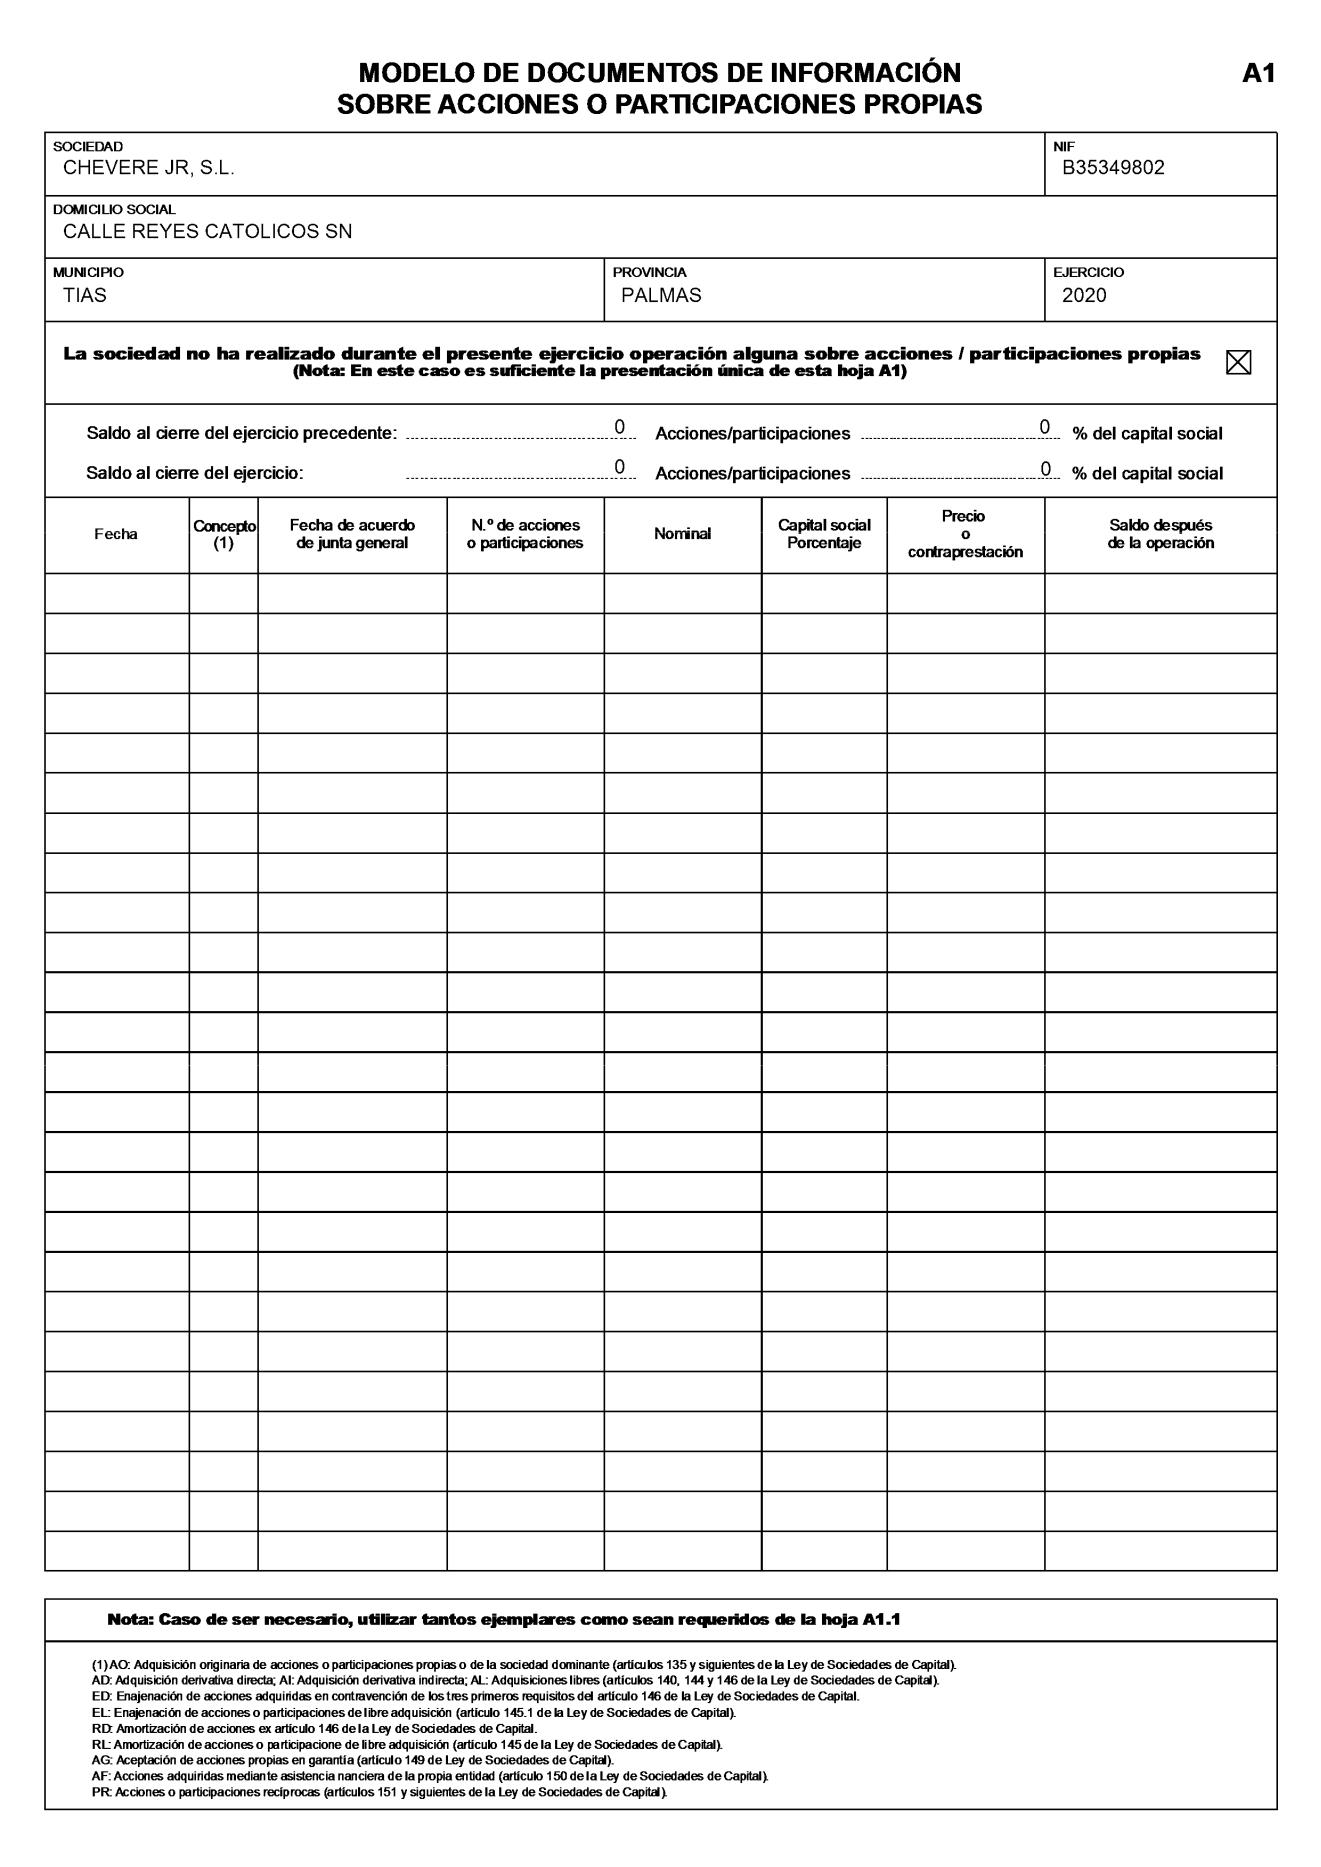 MODELO DE DOCUMENTOS DE INFORMACIÓN
A1
SOBRE ACCIONES O PARTICIPACIONES PROPIAS
SOCIEDAD
CHEVERE JR, S.L.
NIF
B35349802
DOMICILIO SOCIAL
CALLE REYES CATOLICOS SN
MUNICIPIO
TIAS
PROVINCIA
PALMAS
EJERCICIO
2020
La sociedad no ha realizado durante el presente ejercicio operación alguna sobre acciones / participaciones propias
(Nota: En este caso es suficiente la presentación única de esta hoja A1)
Saldo al cierre del ejercicio precedente: 0 Acciones/participaciones 0 % del capital social
Saldo al cierre del ejercicio: 0 Acciones/participaciones 0 % del capital social
Fecha
Concepto
(1)
Fecha de acuerdo
de junta general
N.º de acciones
o participaciones
Nominal
Capital social
Porcentaje
Precio
o
contraprestación
Saldo después
de la operación
Nota: Caso de ser necesario, utilizar tantos ejemplares como sean requeridos de la hoja A1.1
(1) AO: Adquisición originaria de acciones o participaciones propias o de la sociedad dominante (artículos 135 y siguientes de la Ley de Sociedades de Capital).
AD: Adquisición derivativa directa; AI: Adquisición derivativa indirecta; AL: Adquisiciones libres (artículos 140, 144 y 146 de la Ley de Sociedades de Capital).
ED: Enajenación de acciones adquiridas en contravención de los tres primeros requisitos del artículo 146 de la Ley de Sociedades de Capital.
EL: Enajenación de acciones o participaciones de libre adquisición (artículo 145.1 de la Ley de Sociedades de Capital).
RD: Amortización de acciones ex artículo 146 de la Ley de Sociedades de Capital.
RL: Amortización de acciones o participacione de libre adquisición (artículo 145 de la Ley de Sociedades de Capital).
AG: Aceptación de acciones propias en garantía (artículo 149 de Ley de Sociedades de Capital).
AF: Acciones adquiridas mediante asistencia nanciera de la propia entidad (artículo 150 de la Ley de Sociedades de Capital).
PR: Acciones o participaciones recíprocas (artículos 151 y siguientes de la Ley de Sociedades de Capital).